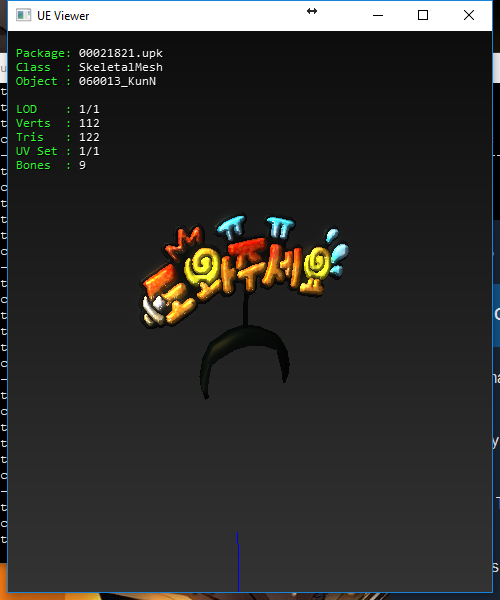 UE Viewer
Package: 00021821.upk
Class : SkeletalMesh
Object : 060013_KunN
LOD : 1/1
Verts : 112
Tris : 122
UV Set : 1/1
Bones : 9
ㅠ ㅠ
도와주세요